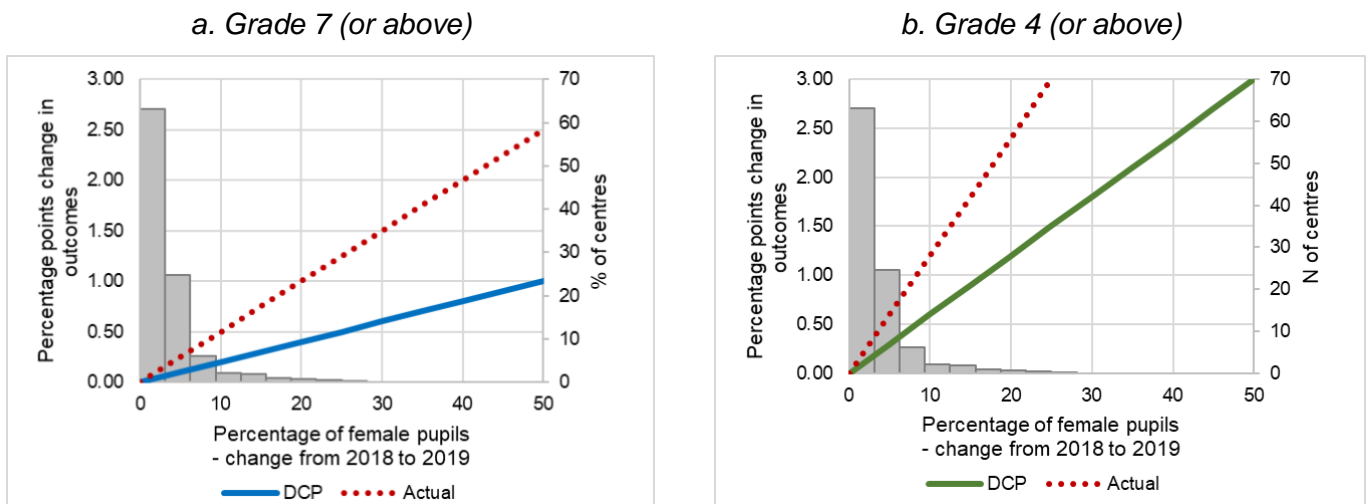 a. Grade 7 (or above)
3.00
2.50
2.00
1.50
1.00
0.50
0.00
70
60
50
40
30
20
10
0
0 10 20 30 40 50
Percentage points change in
outcomes
% of centres
Percentage of female pupils
- change from 2018 to 2019
DCP Actual
b. Grade 4 (or above)
3.00
2.50
2.00
1.50
1.00
0.50
0.00
70
60
50
40
30
20
10
0
0 10 20 30 40 50
Percentage points change in
outcomes
N of centres
Percentage of female pupils
- change from 2018 to 2019
DCP Actual